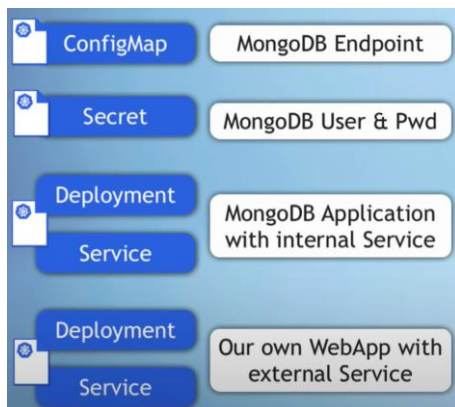 ConfigMap
MongoDB Endpoint
Secret
MongoDB User & Pwd
Deployment
Service
MongoDB Application
with internal Service
Deployment
Service
Our own WebApp with
external Service